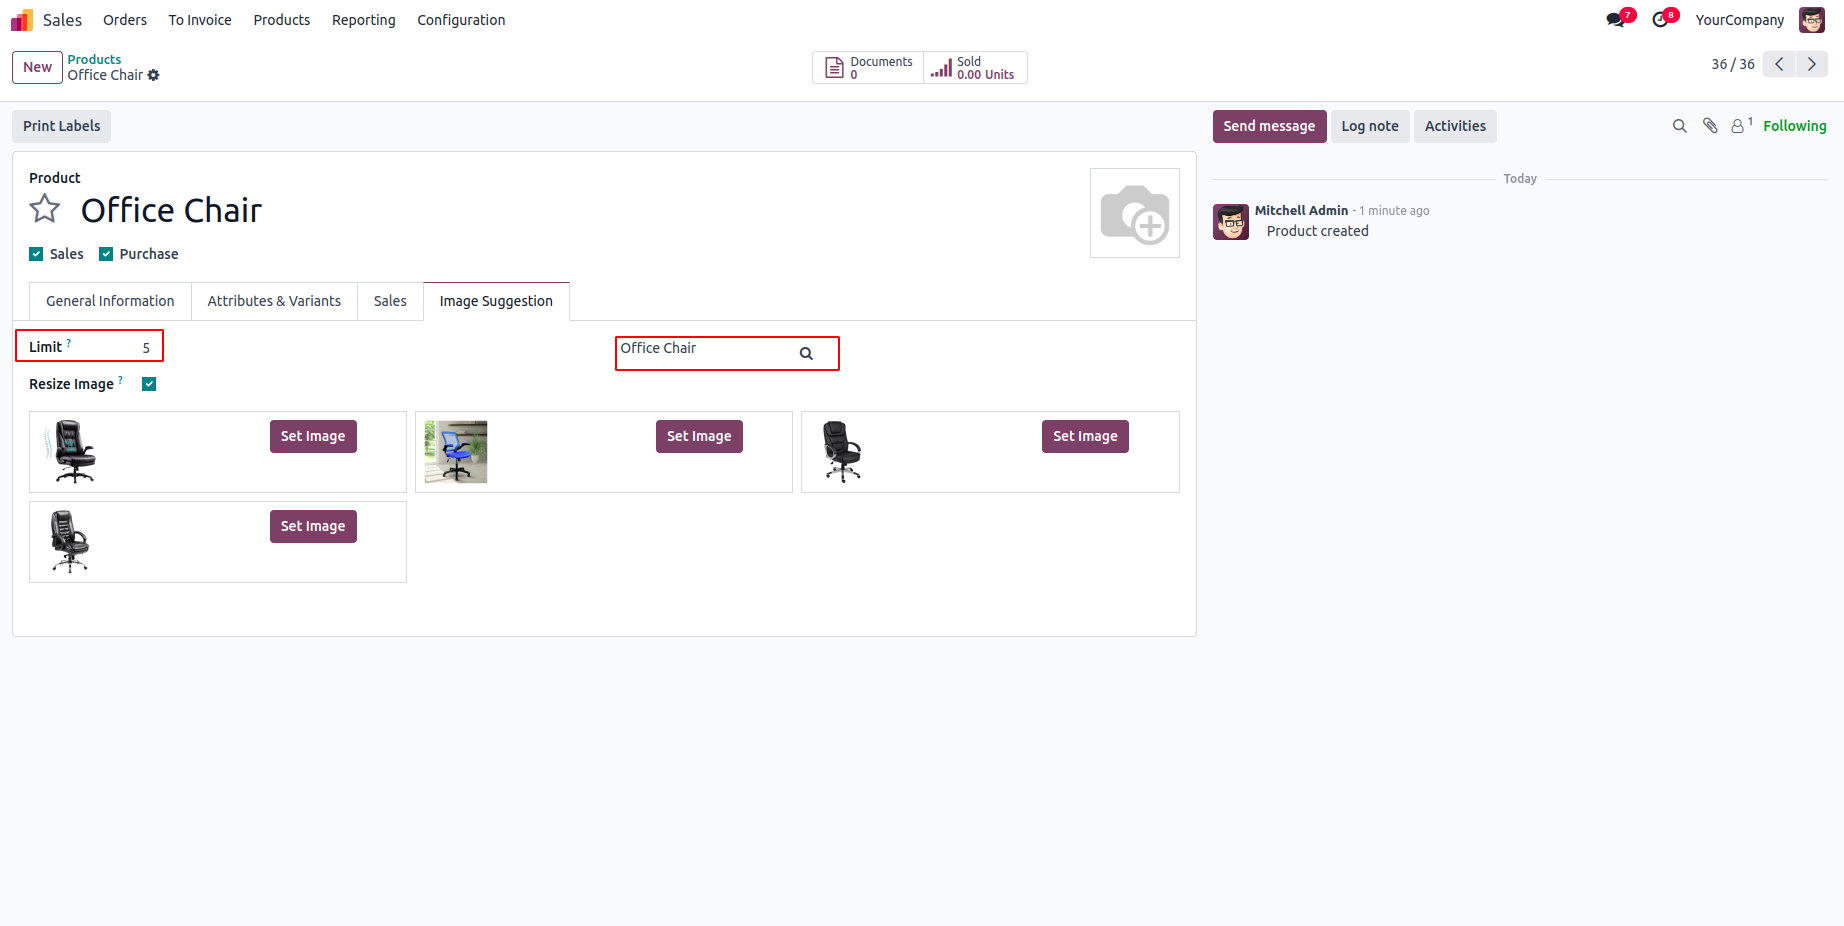 Sales Orders To Invoice Products Reporting Configuration 7 8 YourCompany
New Products Documents Sold 36 / 36
Office Chair 0 0.00 Units
Print Labels Send message Log note Activities 1 Following
Product Today
Office Chair Mitchell Admin - 1 minute ago
Product created
Sales Purchase
General Information Attributes & Variants Sales Image Suggestion
Limit ? 5 Office Chair
Resize Image ?
Set Image Set Image Set Image
Set Image